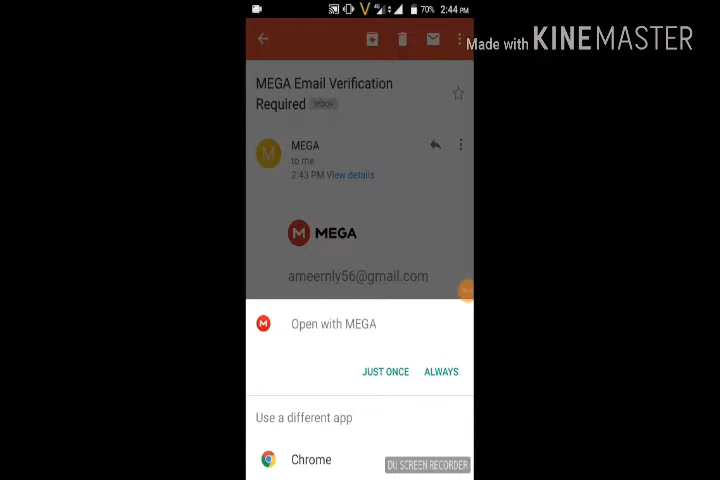 4G 70% 2:44 PM
Made with KINEMASTER
MEGA Email Verification
Required Inbox
M
MEGA
to me
2:43 PM View details
M MEGA
ameernly56@gmail.com
M Open with MEGA
JUST ONCE ALWAYS
Use a different app
Chrome
DU SCREEN RECORDER